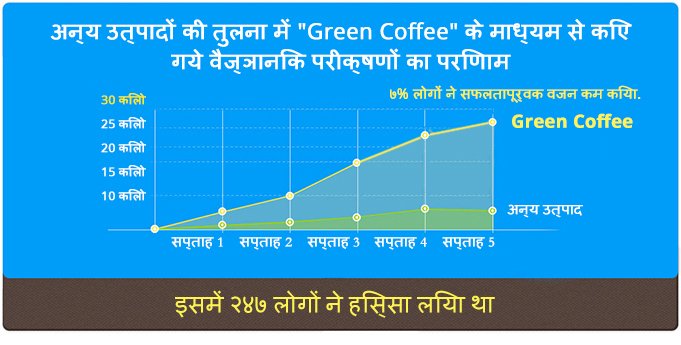 अन्य उत्पादों की तुलना में "Green Coffee" के माध्यम से किए
गये वैज्ञानिक परीक्षणों का परिणाम
७% लोगों ने सफलतापूर्वक वजन कम किया.
30 किलो
25 किलो
20 किलो
15 किलो
10 किलो
Green Coffee
अन्य उत्पाद
सप्ताह 1 सप्ताह 2 सप्ताह 3 सप्ताह 4 सप्ताह 5
इसमें २४७ लोगों ने हिस्सा लिया था